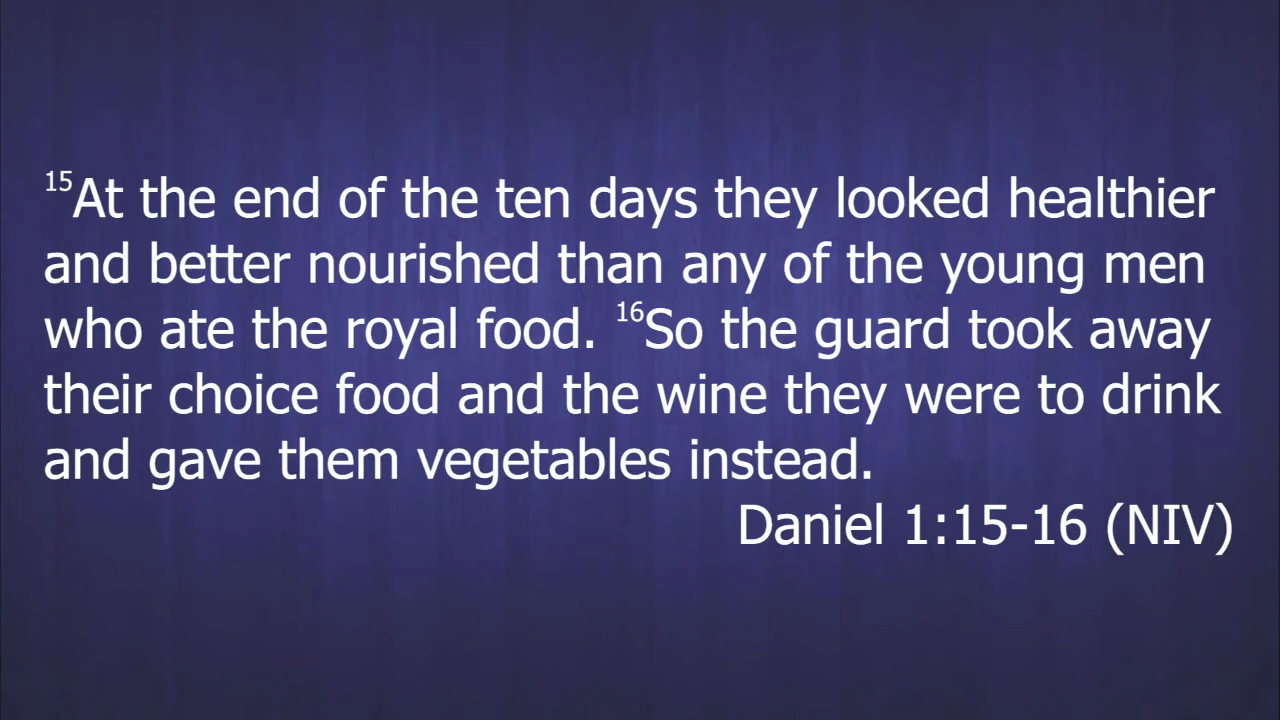 ¹⁵At the end of the ten days they looked healthier
and better nourished than any of the young men
who ate the royal food. ¹⁶So the guard took away
their choice food and the wine they were to drink
and gave them vegetables instead.
Daniel 1:15-16 (NIV)